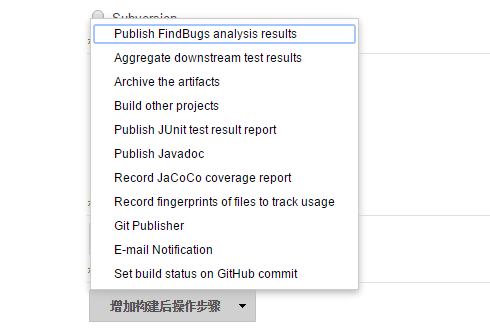 Subversion
Publish FindBugs analysis results
Aggregate downstream test results
Archive the artifacts
Build other projects
Publish JUnit test result report
Publish Javadoc
Record JaCoCo coverage report
Record fingerprints of files to track usage
Git Publisher
E-mail Notification
Set build status on GitHub commit
增加构建后操作步骤